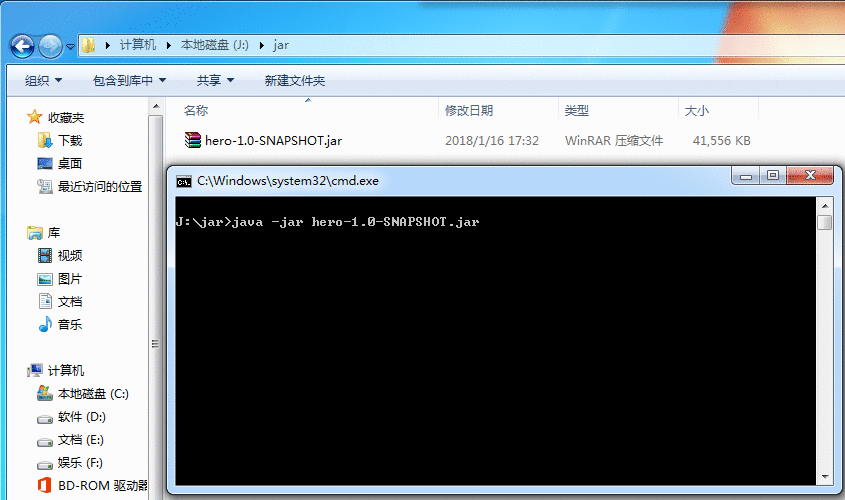 计算机 本地磁盘 (J:) jar
组织 包含到库中 共享 新建文件夹
名称 修改日期 类型 大小
hero-1.0-SNAPSHOT.jar 2018/1/16 17:32 WinRAR 压缩文件 41,556 KB
收藏夹
下载
桌面
最近访问的位置
库
视频
图片
文档
音乐
计算机
本地磁盘 (C:)
软件 (D:)
文档 (E:)
娱乐 (F:)
BD-ROM 驱动器
C:\Windows\system32\cmd.exe
J:\jar>java -jar hero-1.0-SNAPSHOT.jar